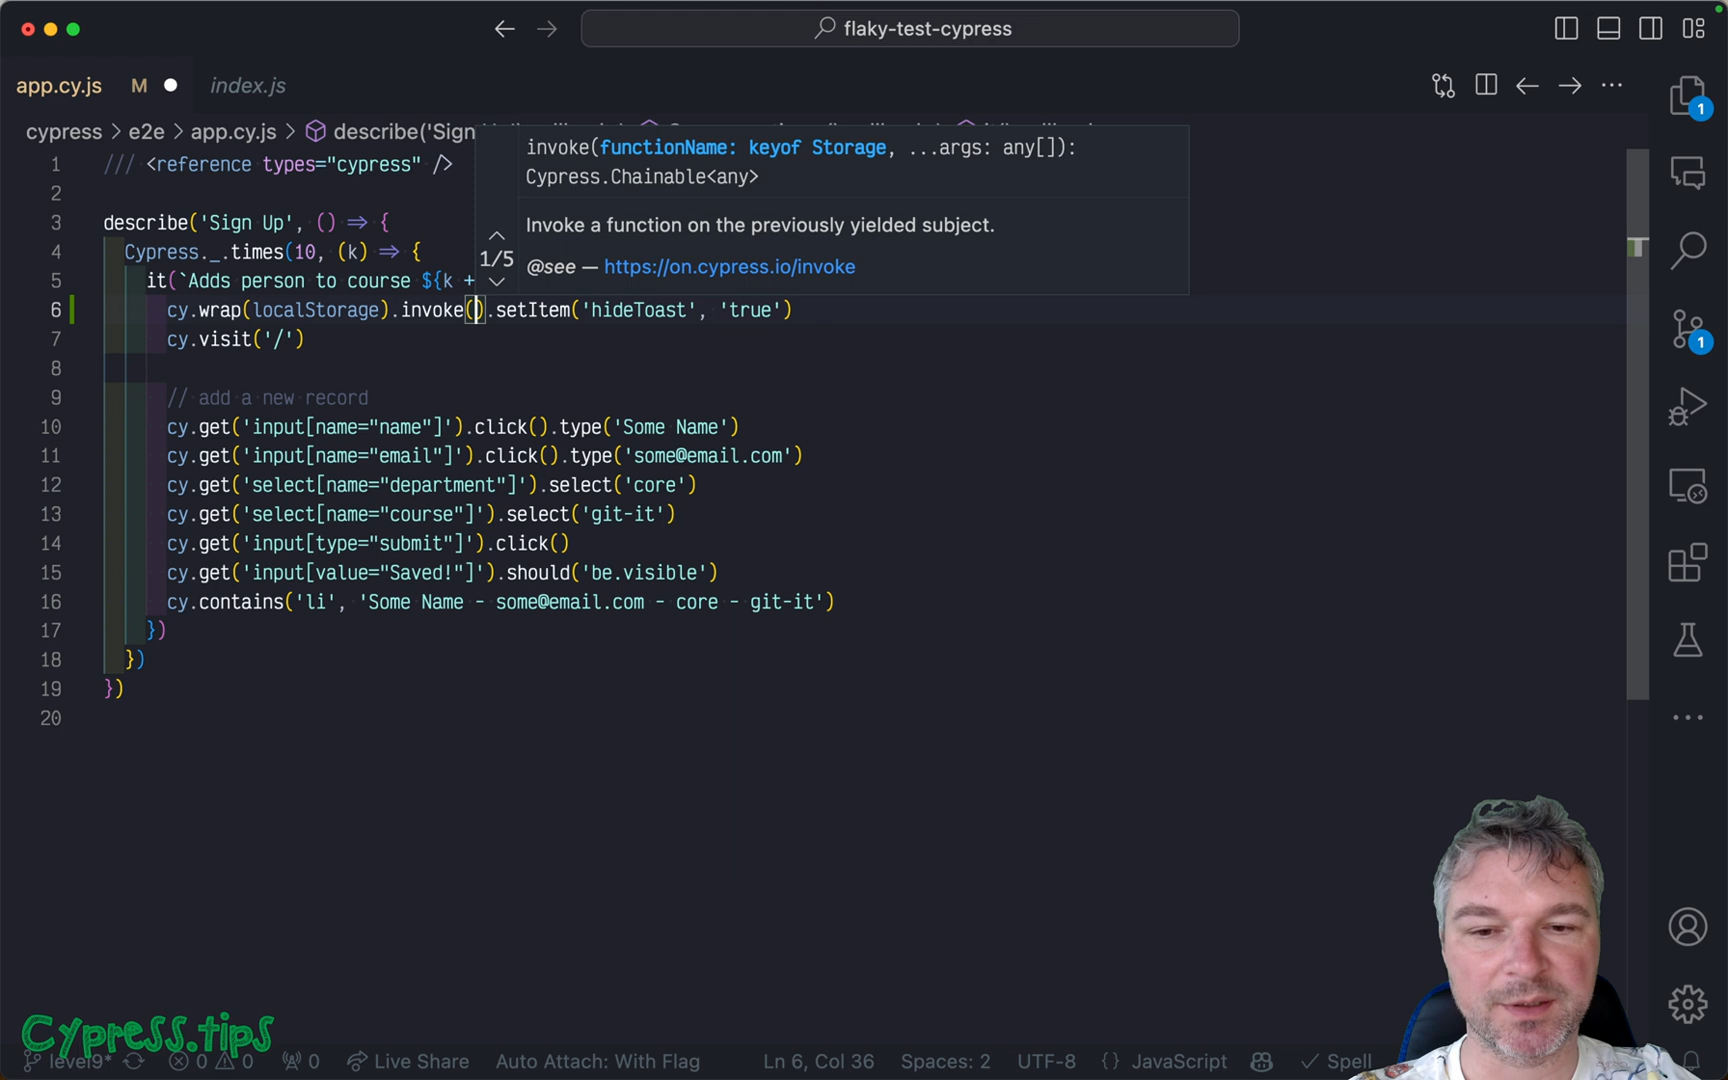 flaky-test-cypress
app.cy.js M index.js
cypress > e2e > app.cy.js > describe('Sign
1 /// <reference types="cypress" />
2
3 describe('Sign Up', () => {
4 Cypress._.times(10, (k) => {
5 it(`Adds person to course ${k +
6 cy.wrap(localStorage).invoke().setItem('hideToast', 'true')
7 cy.visit('/')
8
9 // add a new record
10 cy.get('input[name="name"]').click().type('Some Name')
11 cy.get('input[name="email"]').click().type('some@email.com')
12 cy.get('select[name="department"]').select('core')
13 cy.get('select[name="course"]').select('git-it')
14 cy.get('input[type="submit"]').click()
15 cy.get('input[value="Saved!"]').should('be.visible')
16 cy.contains('li', 'Some Name - some@email.com - core - git-it')
17 })
18 })
19 })
20
invoke(functionName: keyof Storage, ...args: any[]):
Cypress.Chainable<any>
1/5
Invoke a function on the previously yielded subject.
@see — https://on.cypress.io/invoke
1
1
Cypress.tips
level9* 0 0 0 Live Share Auto Attach: With Flag Ln 6, Col 36 Spaces: 2 UTF-8 {} JavaScript Spell